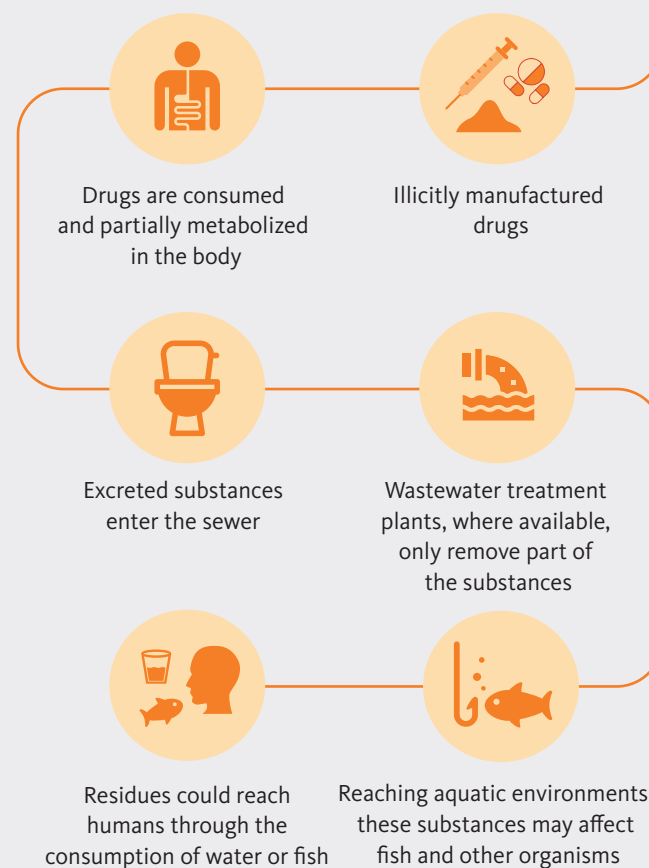 Drugs are consumed
and partially metabolized
in the body
Illicitly manufactured
drugs
Excreted substances
enter the sewer
Wastewater treatment
plants, where available,
only remove part of
the substances
Residues could reach
humans through the
consumption of water or fish
Reaching aquatic environments
these substances may affect
fish and other organisms